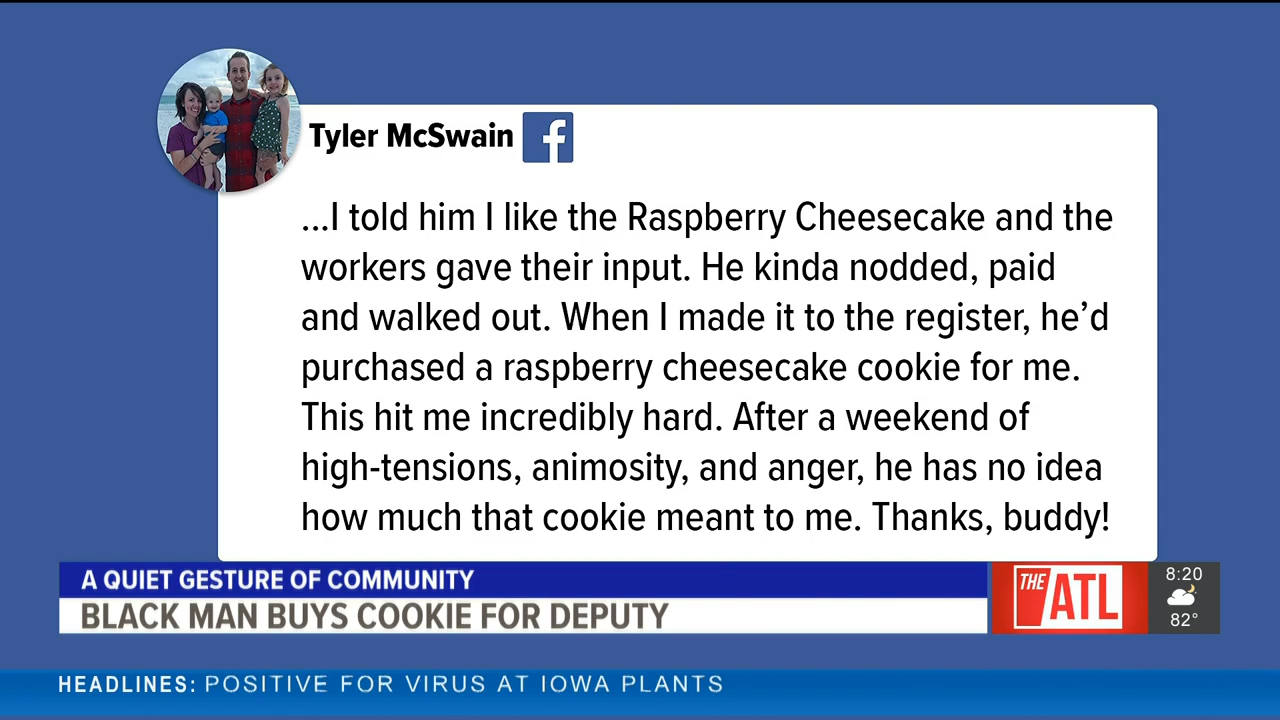 Tyler McSwain f
...I told him I like the Raspberry Cheesecake and the
workers gave their input. He kinda nodded, paid
and walked out. When I made it to the register, he’d
purchased a raspberry cheesecake cookie for me.
This hit me incredibly hard. After a weekend of
high-tensions, animosity, and anger, he has no idea
how much that cookie meant to me. Thanks, buddy!
A QUIET GESTURE OF COMMUNITY
BLACK MAN BUYS COOKIE FOR DEPUTY
THE ATL
8:20
82°
HEADLINES: POSITIVE FOR VIRUS AT IOWA PLANTS